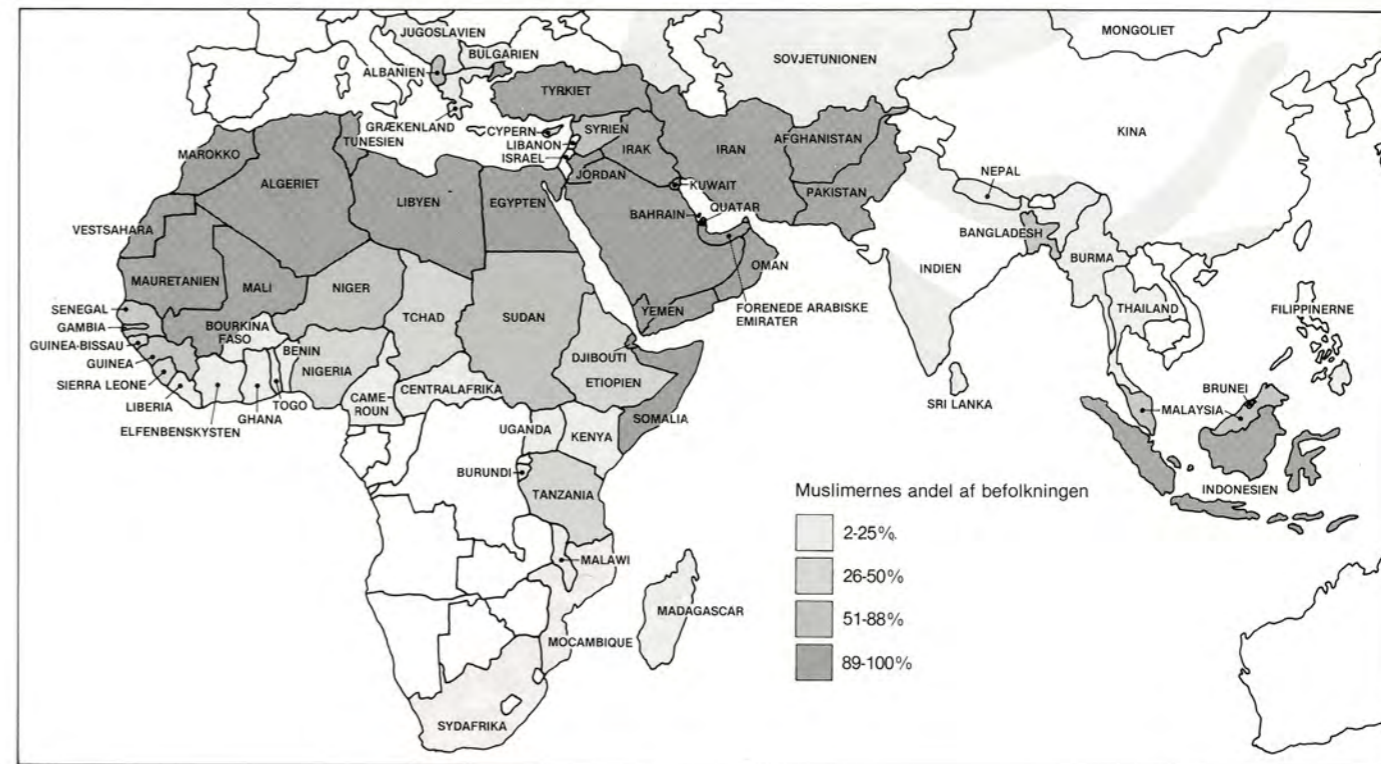 JUGOSLAVIEN
MONGOLIET
BULGARIEN
SOVJETUNIONEN
ALBANIEN
TYRKIET
GRÆKENLAND
CYPERN
SYRIEN
AFGHANISTAN
KINA
TUNESIEN
LIBANON
IRAK
IRAN
MAROKKO
ISRAEL
JORDAN
NEPAL
ALGERIET
KUWAIT
PAKISTAN
LIBYEN
EGYPTEN
QUATAR
BAHRAIN
VESTSAHARA
BANGLADESH
BURMA
OMAN
INDIEN
MAURETANIEN
MALI
NIGER
SENEGAL
YEMEN
FORENEDE ARABISKE
EMIRATER
THAILAND
FILIPPINERNE
TCHAD
SUDAN
GAMBIA
BOURKINA
FASO
GUINEA-BISSAU
BENIN
DJIBOUTI
GUINEA
NIGERIA
ETIOPIEN
SIERRA LEONE
CENTRALAFRIKA
CAME-
ROUN
BRUNEI
LIBERIA
TOGO
SRI LANKA
MALAYSIA
GHANA
SOMALIA
ELFENBENSKYSTEN
UGANDA
KENYA
BURUNDI
INDONESIEN
TANZANIA
Muslimernes andel af befolkningen
2-25%
MALAWI
26-50%
MADAGASCAR
51-88%
MOCAMBIQUE
89-100%
SYDAFRIKA